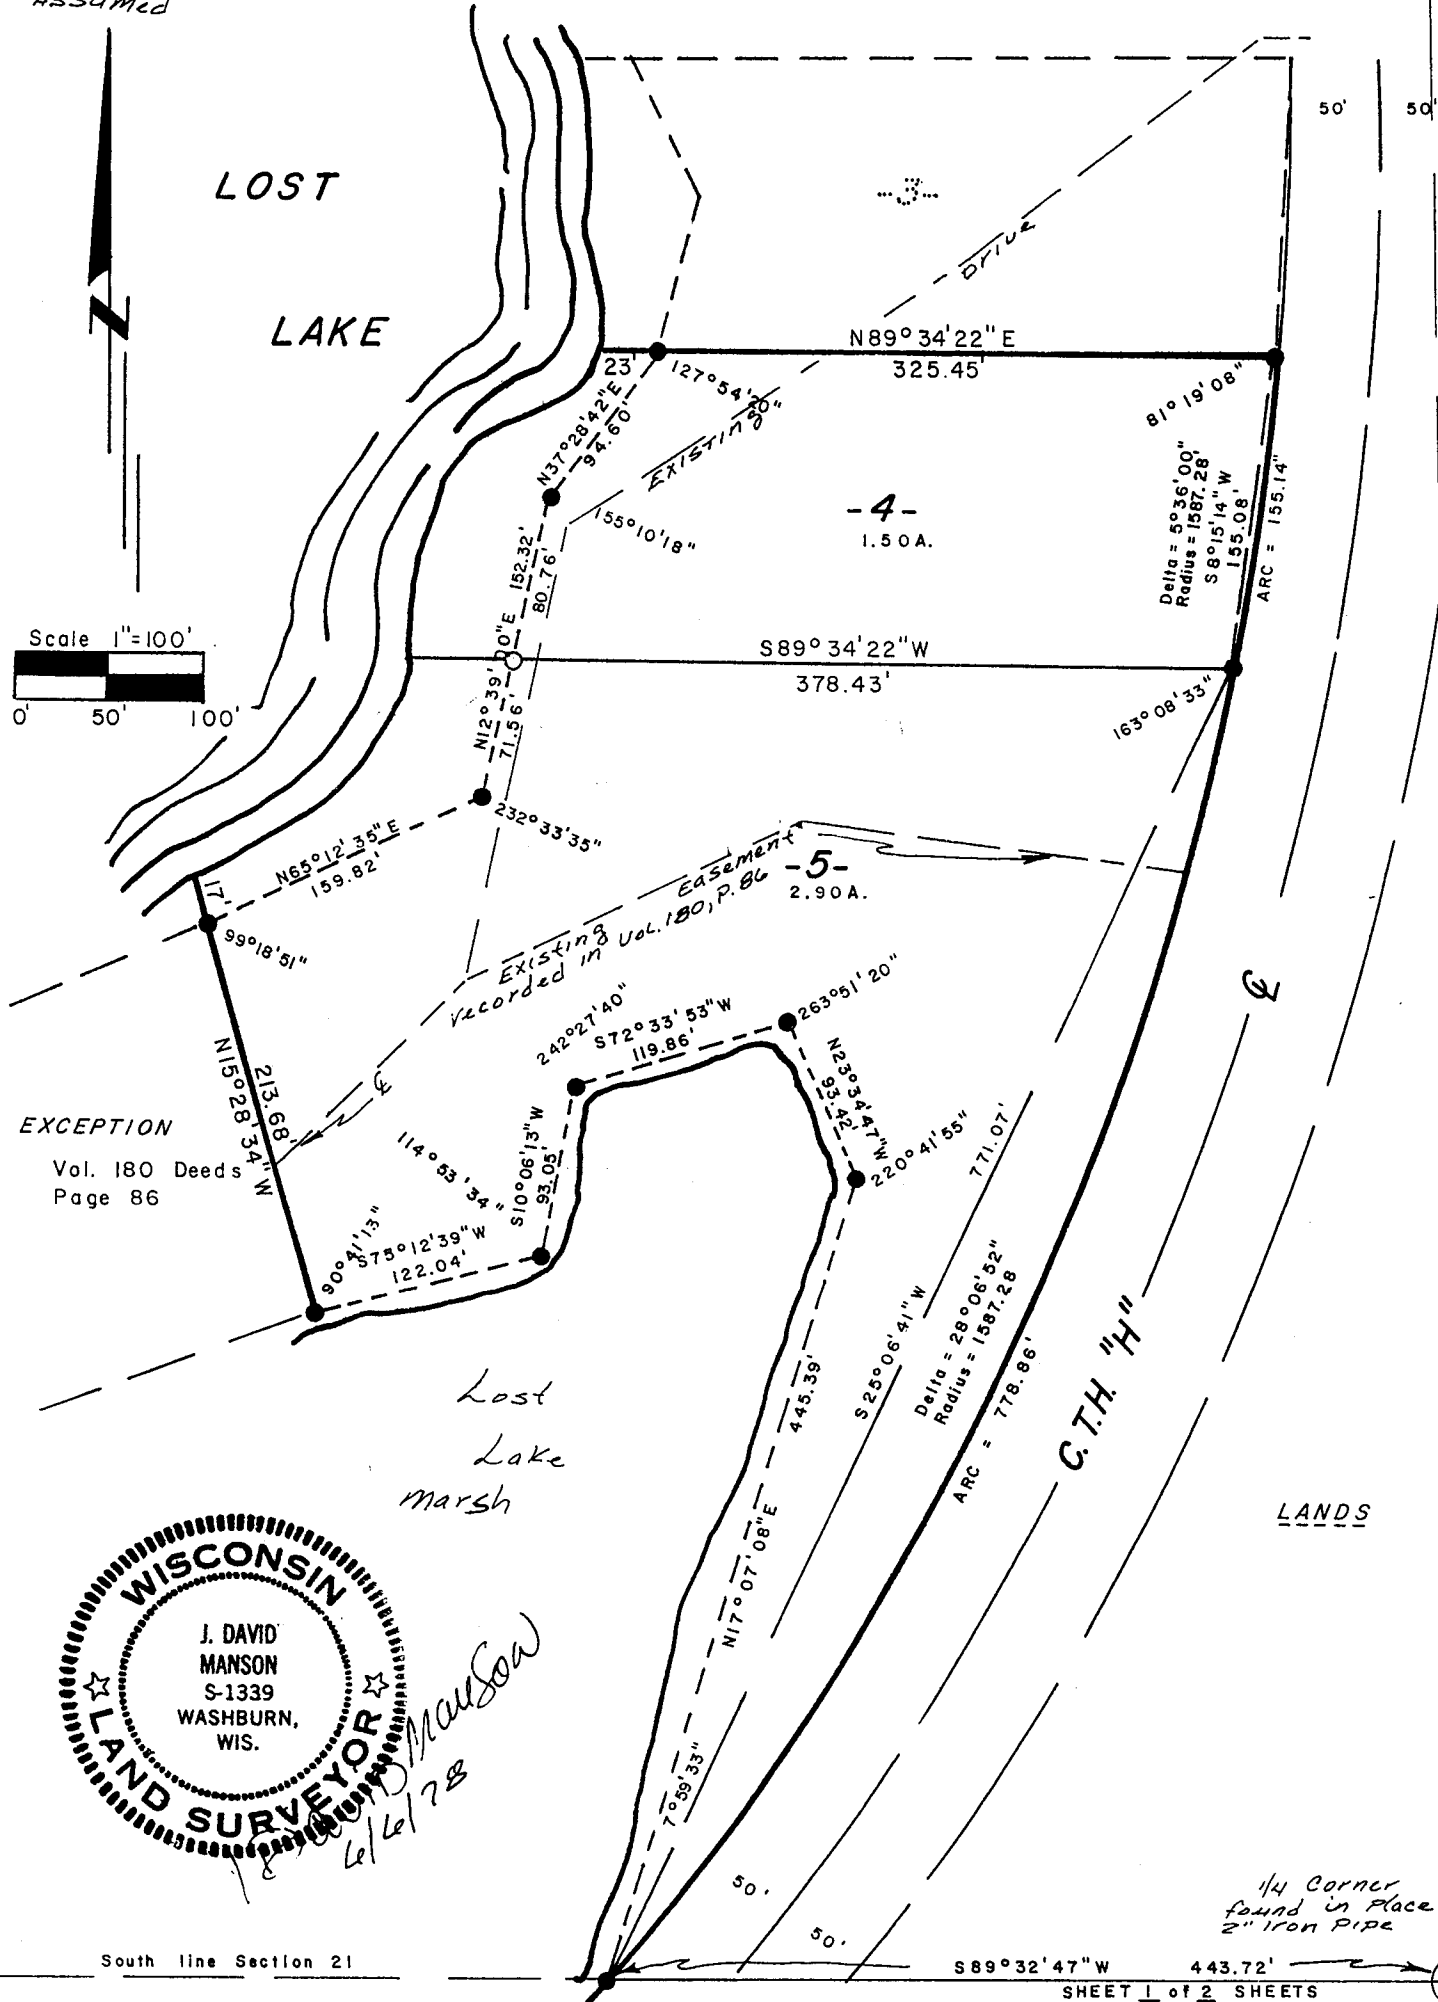 Assumed
50'
50'
LOST
-3-
Drive
LAKE
N89°34'22"E
325.45'
23'
127°54'20"
81°19'08"
N37°28'42"E
94.60'
Existing
Delta = 5°36'00"
Radius = 1587.28'
S8°15'14"W
155.08'
ARC = 155.14"
-4-
1.50A.
155°10'18"
152.32'
80.76'
Scale 1"=100'
0' 50' 100'
S89°34'22"W
378.43'
N12°39'00"E
71.56'
163°08'33"
232°33'35"
N65°12'35"E
159.82'
17'
99°18'51"
Existing Easement
recorded in Vol. 180, P. 86
-5-
2.90A.
242°27'40"
S72°33'53"W
119.86'
263°51'20"
N23°34'47"W
93.42'
220°41'55"
213.68'
N15°28'34"W
EXCEPTION
Vol. 180 Deeds
Page 86
114°53'34"
S10°06'13"W
93.05'
90°41'13"
S75°12'39"W
122.04'
771.07'
S25°06'41"W
Delta = 28°06'52"
Radius = 1587.28
ARC = 778.86'
C.T.H. "H"
445.39'
N17°07'08"E
Lost
Lake
Marsh
LANDS
WISCONSIN
J. DAVID
MANSON
S-1339
WASHBURN,
WIS.
LAND SURVEYOR
J. David Manson
6/6/78
7°59'33"
50'
50'
1/4 Corner
found in Place
2" Iron Pipe
South line Section 21
S89°32'47"W 443.72'
SHEET 1 of 2 SHEETS